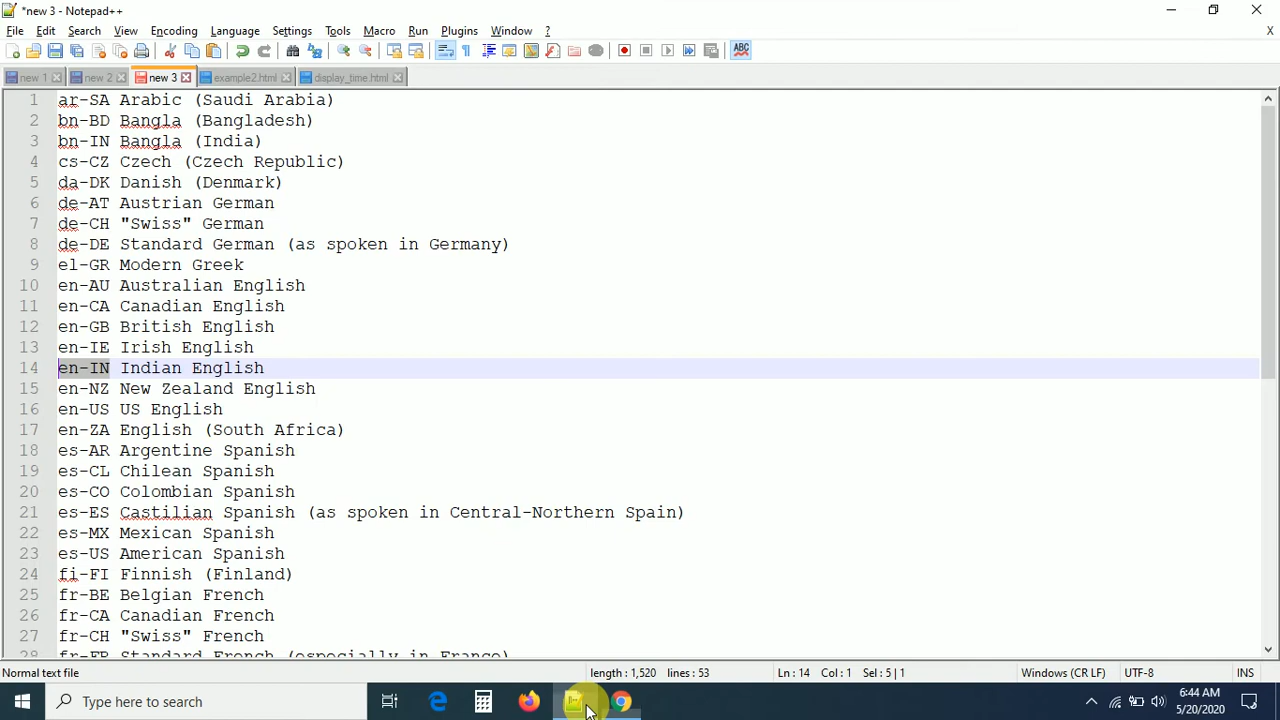 *new 3 - Notepad++
File Edit Search View Encoding Language Settings Tools Macro Run Plugins Window ? X
ABC
new 1 new 2 new 3 example2.html display_time.html
1 ar-SA Arabic (Saudi Arabia)
2 bn-BD Bangla (Bangladesh)
3 bn-IN Bangla (India)
4 cs-CZ Czech (Czech Republic)
5 da-DK Danish (Denmark)
6 de-AT Austrian German
7 de-CH "Swiss" German
8 de-DE Standard German (as spoken in Germany)
9 el-GR Modern Greek
10 en-AU Australian English
11 en-CA Canadian English
12 en-GB British English
13 en-IE Irish English
14 en-IN Indian English
15 en-NZ New Zealand English
16 en-US US English
17 en-ZA English (South Africa)
18 es-AR Argentine Spanish
19 es-CL Chilean Spanish
20 es-CO Colombian Spanish
21 es-ES Castilian Spanish (as spoken in Central-Northern Spain)
22 es-MX Mexican Spanish
23 es-US American Spanish
24 fi-FI Finnish (Finland)
25 fr-BE Belgian French
26 fr-CA Canadian French
27 fr-CH "Swiss" French
28 fr-FR Standard French (especially in France)
Normal text file length : 1,520 lines : 53 Ln : 14 Col : 1 Sel : 5 | 1 Windows (CR LF) UTF-8 INS
Type here to search
6:44 AM
5/20/2020